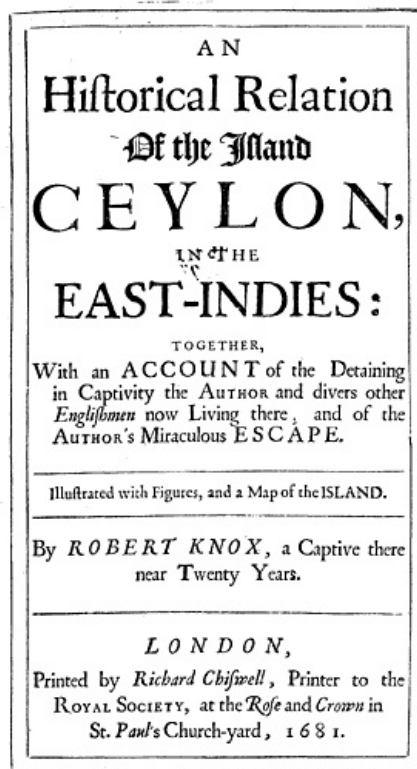 AN
Hiſtorical Relation
Of the Iſland
CEYLON,
IN THE
EAST-INDIES:
TOGETHER,
With an ACCOUNT of the Detaining
in Captivity the AUTHOR and divers other
Engliſhmen now Living there, and of the
AUTHOR's Miraculous ESCAPE.
Illuſtrated with Figures, and a Map of the ISLAND.
By ROBERT KNOX, a Captive there
near Twenty Years.
LONDON,
Printed by Richard Chiſwell, Printer to the
ROYAL SOCIETY, at the Roſe and Crown in
St. Paul's Church-yard, 1681.